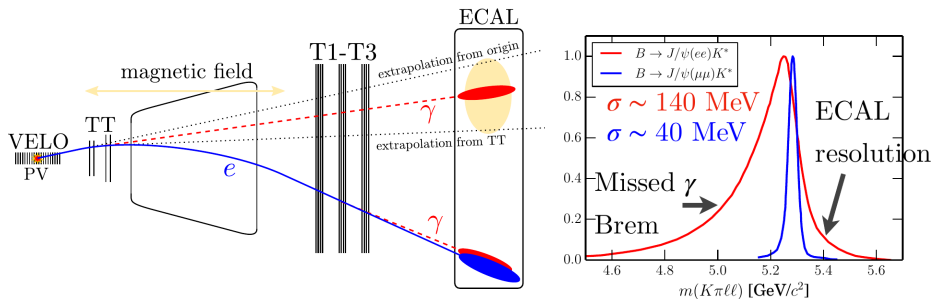 ECAL
T1-T3
extrapolation from origin
magnetic field
TT
VELO
PV
γ
extrapolation from TT
e
γ
1.0
0.8
0.6
0.4
0.2
0.0
B → J/ψ(ee)K*
B → J/ψ(μμ)K*
σ ∼ 140 MeV
σ ∼ 40 MeV
ECAL
resolution
Missed γ
Brem
4.6 4.8 5.0 5.2 5.4 5.6
m(Kπℓℓ) [GeV/c²]